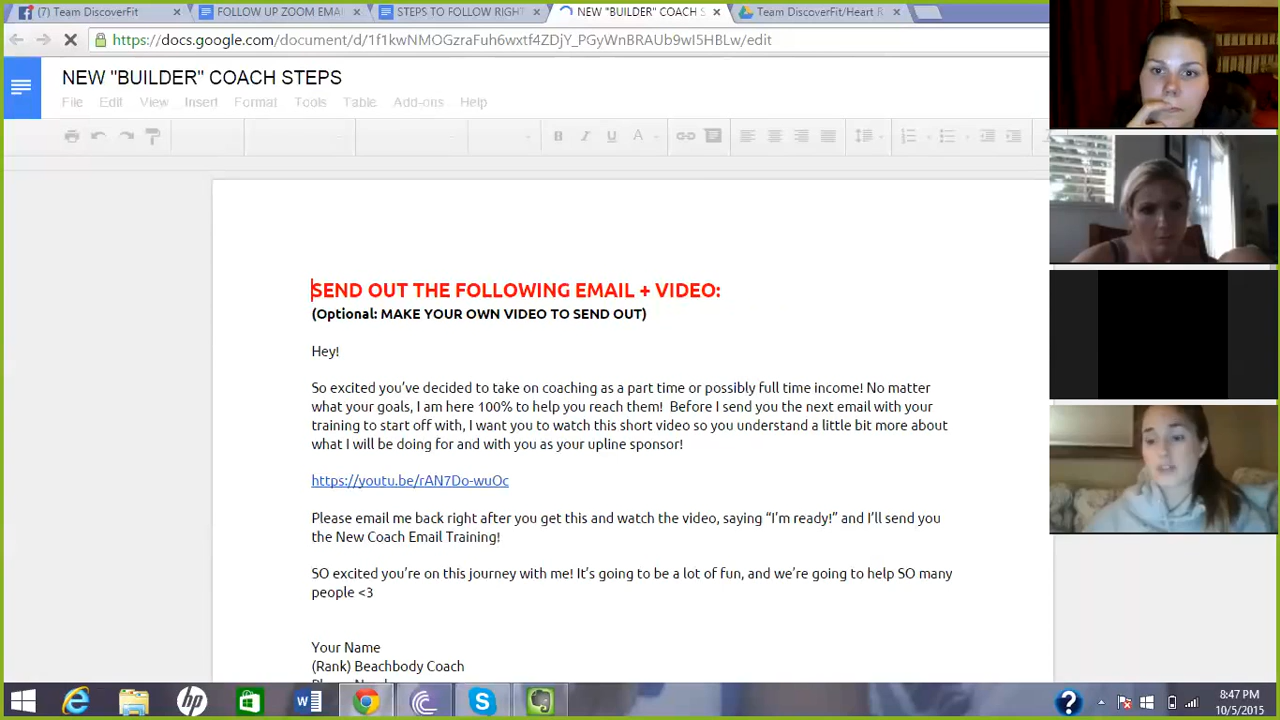 (7) Team DiscoverFit
FOLLOW UP ZOOM EMAI
STEPS TO FOLLOW RIGHT
NEW "BUILDER" COACH S
Team DiscoverFit/Heart R
https://docs.google.com/document/d/1f1kwNMOGzraFuh6wxtf4ZDjY_PGyWnBRAUb9wI5HBLw/edit
NEW "BUILDER" COACH STEPS
File Edit View Insert Format Tools Table Add-ons Help
B I U A
SEND OUT THE FOLLOWING EMAIL + VIDEO:
(Optional: MAKE YOUR OWN VIDEO TO SEND OUT)
Hey!
So excited you've decided to take on coaching as a part time or possibly full time income! No matter
what your goals, I am here 100% to help you reach them!  Before I send you the next email with your
training to start off with, I want you to watch this short video so you understand a little bit more about
what I will be doing for and with you as your upline sponsor!
https://youtu.be/rAN7Do-wuOc
Please email me back right after you get this and watch the video, saying “I'm ready!” and I'll send you
the New Coach Email Training!
SO excited you're on this journey with me! It's going to be a lot of fun, and we're going to help SO many
people <3
Your Name
(Rank) Beachbody Coach
8:47 PM
10/5/2015